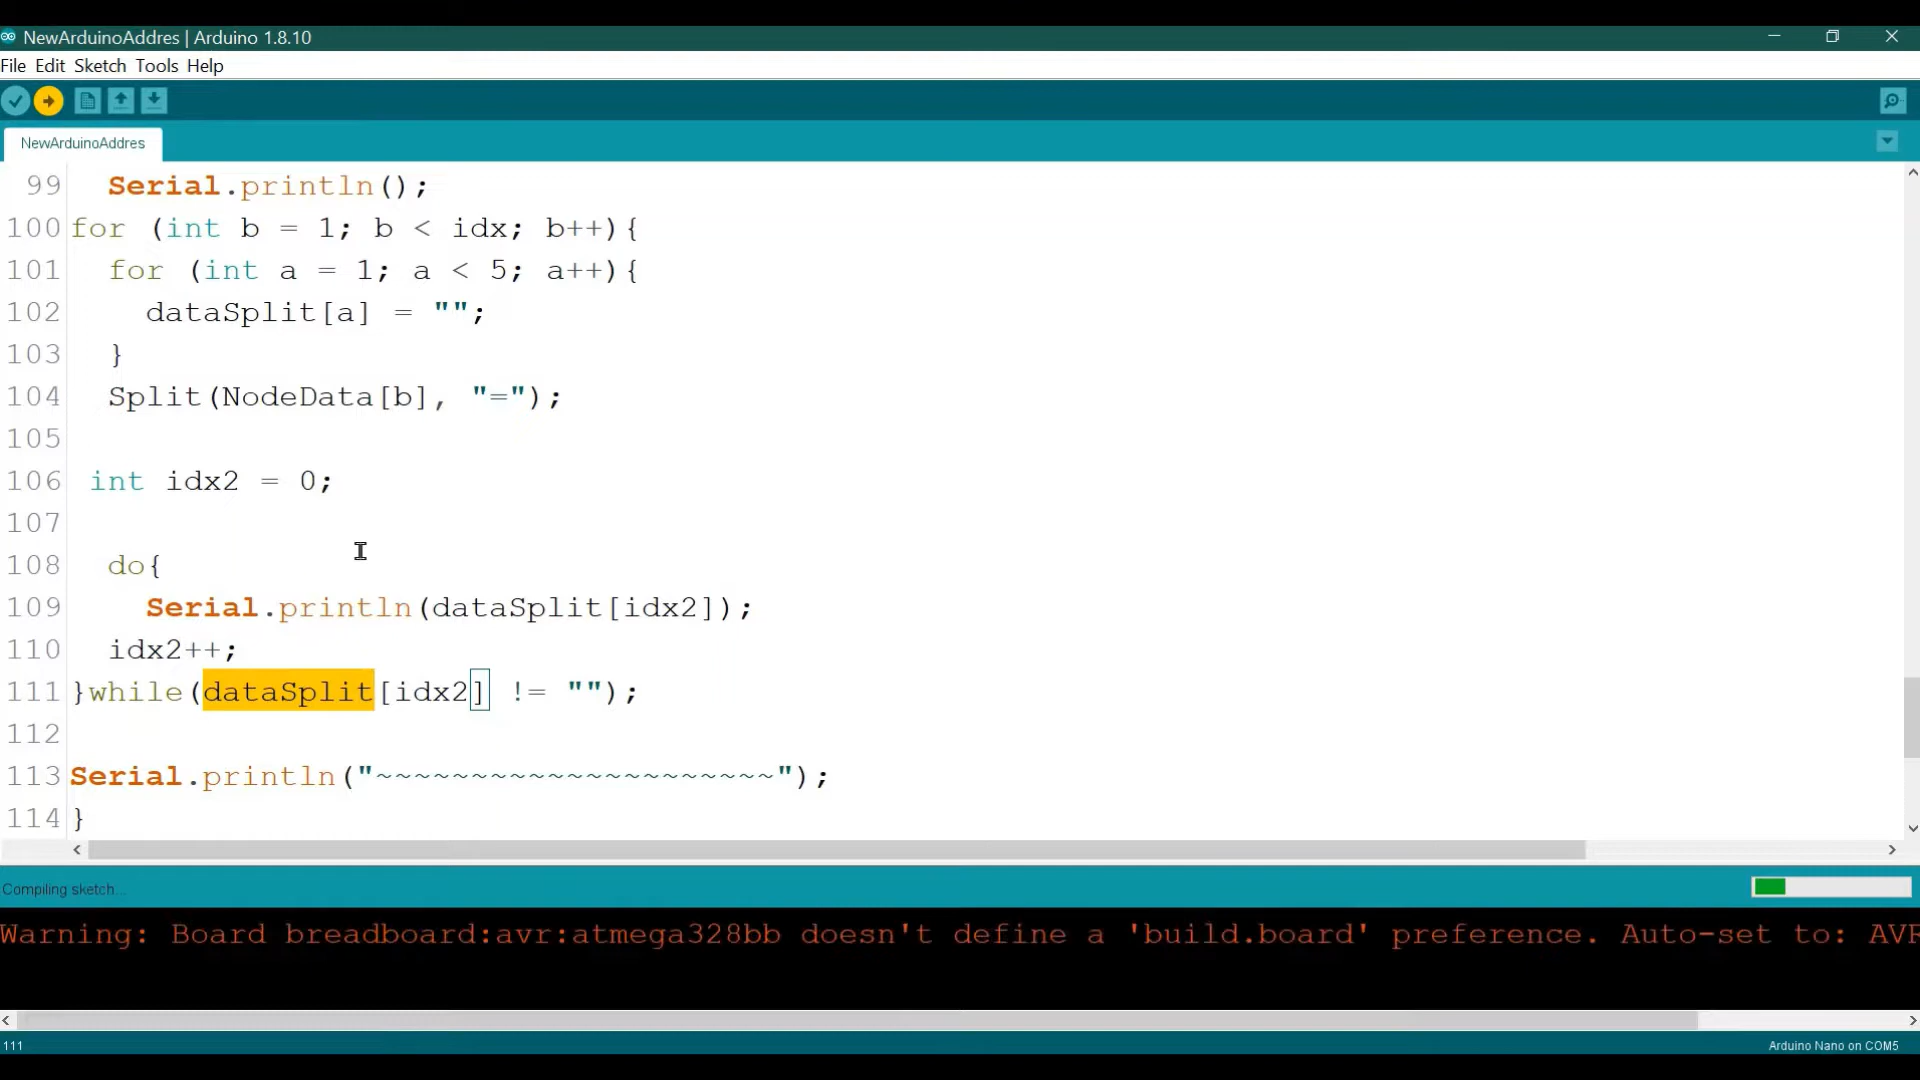 NewArduinoAddres | Arduino 1.8.10
File Edit Sketch Tools Help
NewArduinoAddres
99 Serial.println();
100 for (int b = 1; b < idx; b++){
101 for (int a = 1; a < 5; a++){
102 dataSplit[a] = "";
103 }
104 Split(NodeData[b], "=");
105
106 int idx2 = 0;
107
108 do{
109 Serial.println(dataSplit[idx2]);
110 idx2++;
111 }while(dataSplit[idx2] != "");
112
113 Serial.println("~~~~~~~~~~~~~~~~~~~~~");
114 }
Compiling sketch...
Warning: Board breadboard:avr:atmega328bb doesn't define a 'build.board' preference. Auto-set to: AVR
111
Arduino Nano on COM5